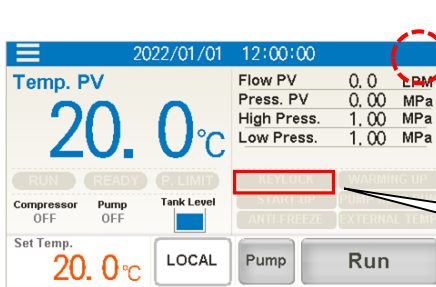 2022/01/01 12:00:00
Temp. PV
20.0℃
Flow PV 0.0 LPM
Press. PV 0.00 MPa
High Press. 1.00 MPa
Low Press. 1.00 MPa
RUN READY P. LIMIT
KEYLOCK WARMING UP
START UP
ANTI FREEZE EXTERNAL TEMP
Compressor Pump Tank Level
OFF OFF
Set Temp.
20.0℃
LOCAL Pump Run